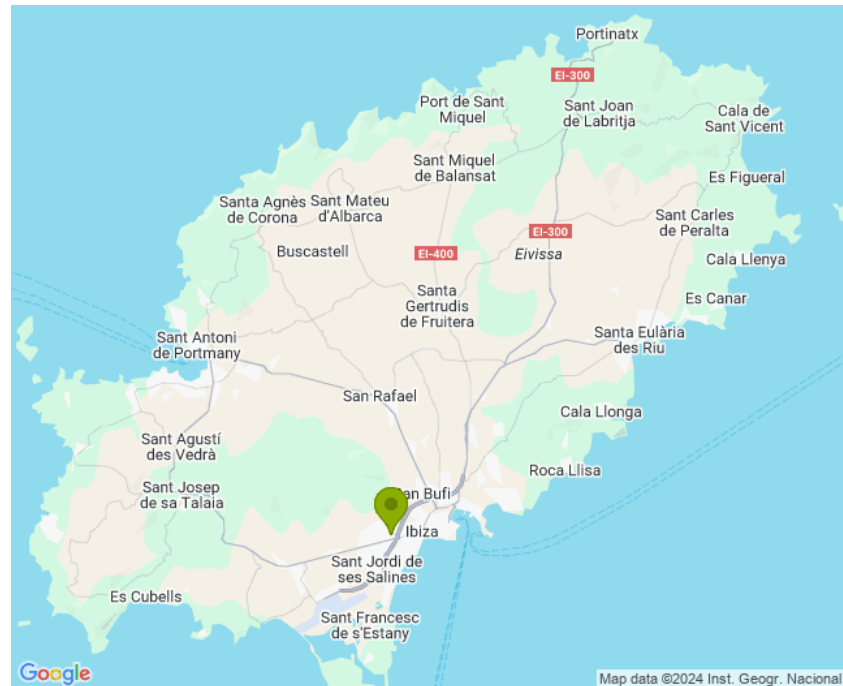 Portinatx
EI-300
Port de Sant
Miquel
Sant Joan
de Labritja
Cala de
Sant Vicent
Sant Miquel
de Balansat
Es Figueral
Santa Agnès
de Corona
Sant Mateu
d'Albarca
Sant Carles
de Peralta
EI-300
Buscastell
EI-400
Eivissa
Cala Llenya
Santa
Gertrudis
de Fruitera
Es Canar
Sant Antoni
de Portmany
Santa Eulària
des Riu
San Rafael
Cala Llonga
Sant Agustí
des Vedrà
Roca Llisa
Sant Josep
de sa Talaia
an Bufi
Ibiza
Sant Jordi de
ses Salines
Es Cubells
Sant Francesc
de s'Estany
Google
Map data ©2024 Inst. Geogr. Nacional